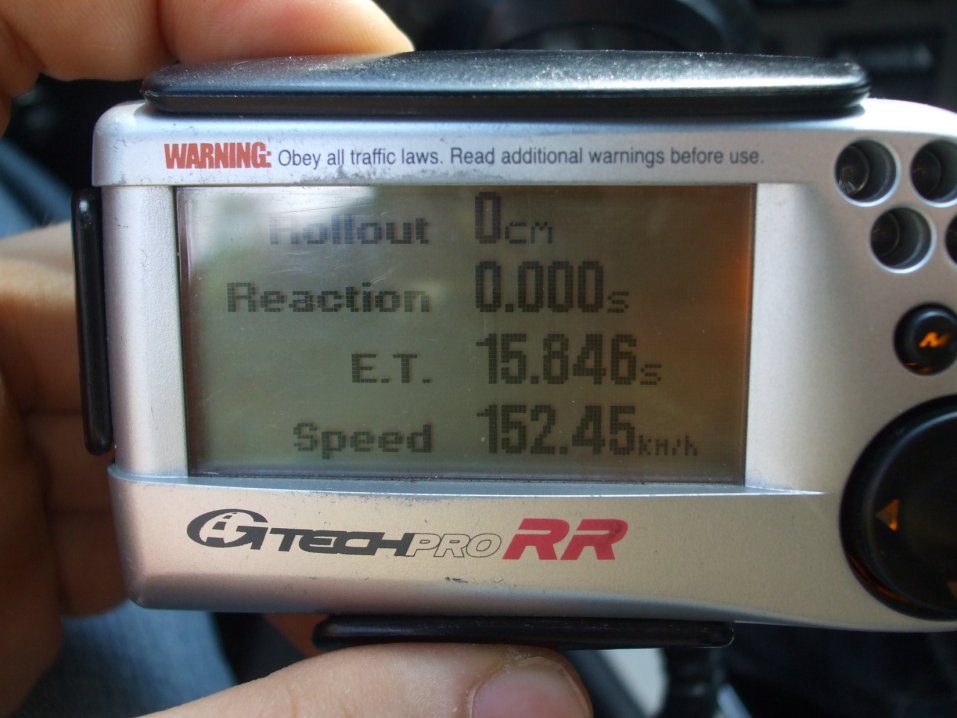 WARNING: Obey all traffic laws. Read additional warnings before use.
Rollout 0cm
Reaction 0.000s
E.T. 15.846s
Speed 152.45km/h
GTECHPRO RR